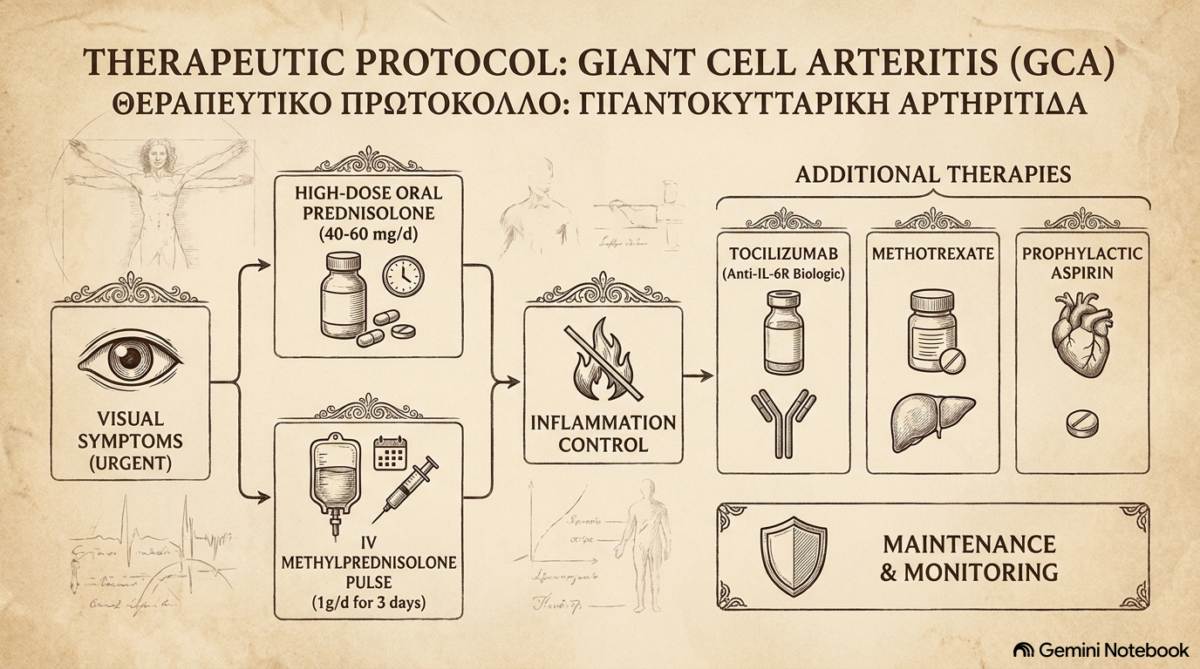 THERAPEUTIC PROTOCOL: GIANT CELL ARTERITIS (GCA)
ΘΕΡΑΠΕΥΤΙΚΟ ΠΡΩΤΟΚΟΛΛΟ: ΓΙΓΑΝΤΟΚΥΤΤΑΡΙΚΗ ΑΡΤΗΡΙΤΙΔΑ
VISUAL
SYMPTOMS
(URGENT)
HIGH-DOSE ORAL
PREDNISOLONE
(40-60 mg/d)
IV
METHYLPREDNISOLONE
PULSE
(1g/d for 3 days)
INFLAMMATION
CONTROL
ADDITIONAL THERAPIES
TOCILIZUMAB
(Anti-IL-6R Biologic)
METHOTREXATE
PROPHYLACTIC
ASPIRIN
MAINTENANCE
& MONITORING
Gemini Notebook